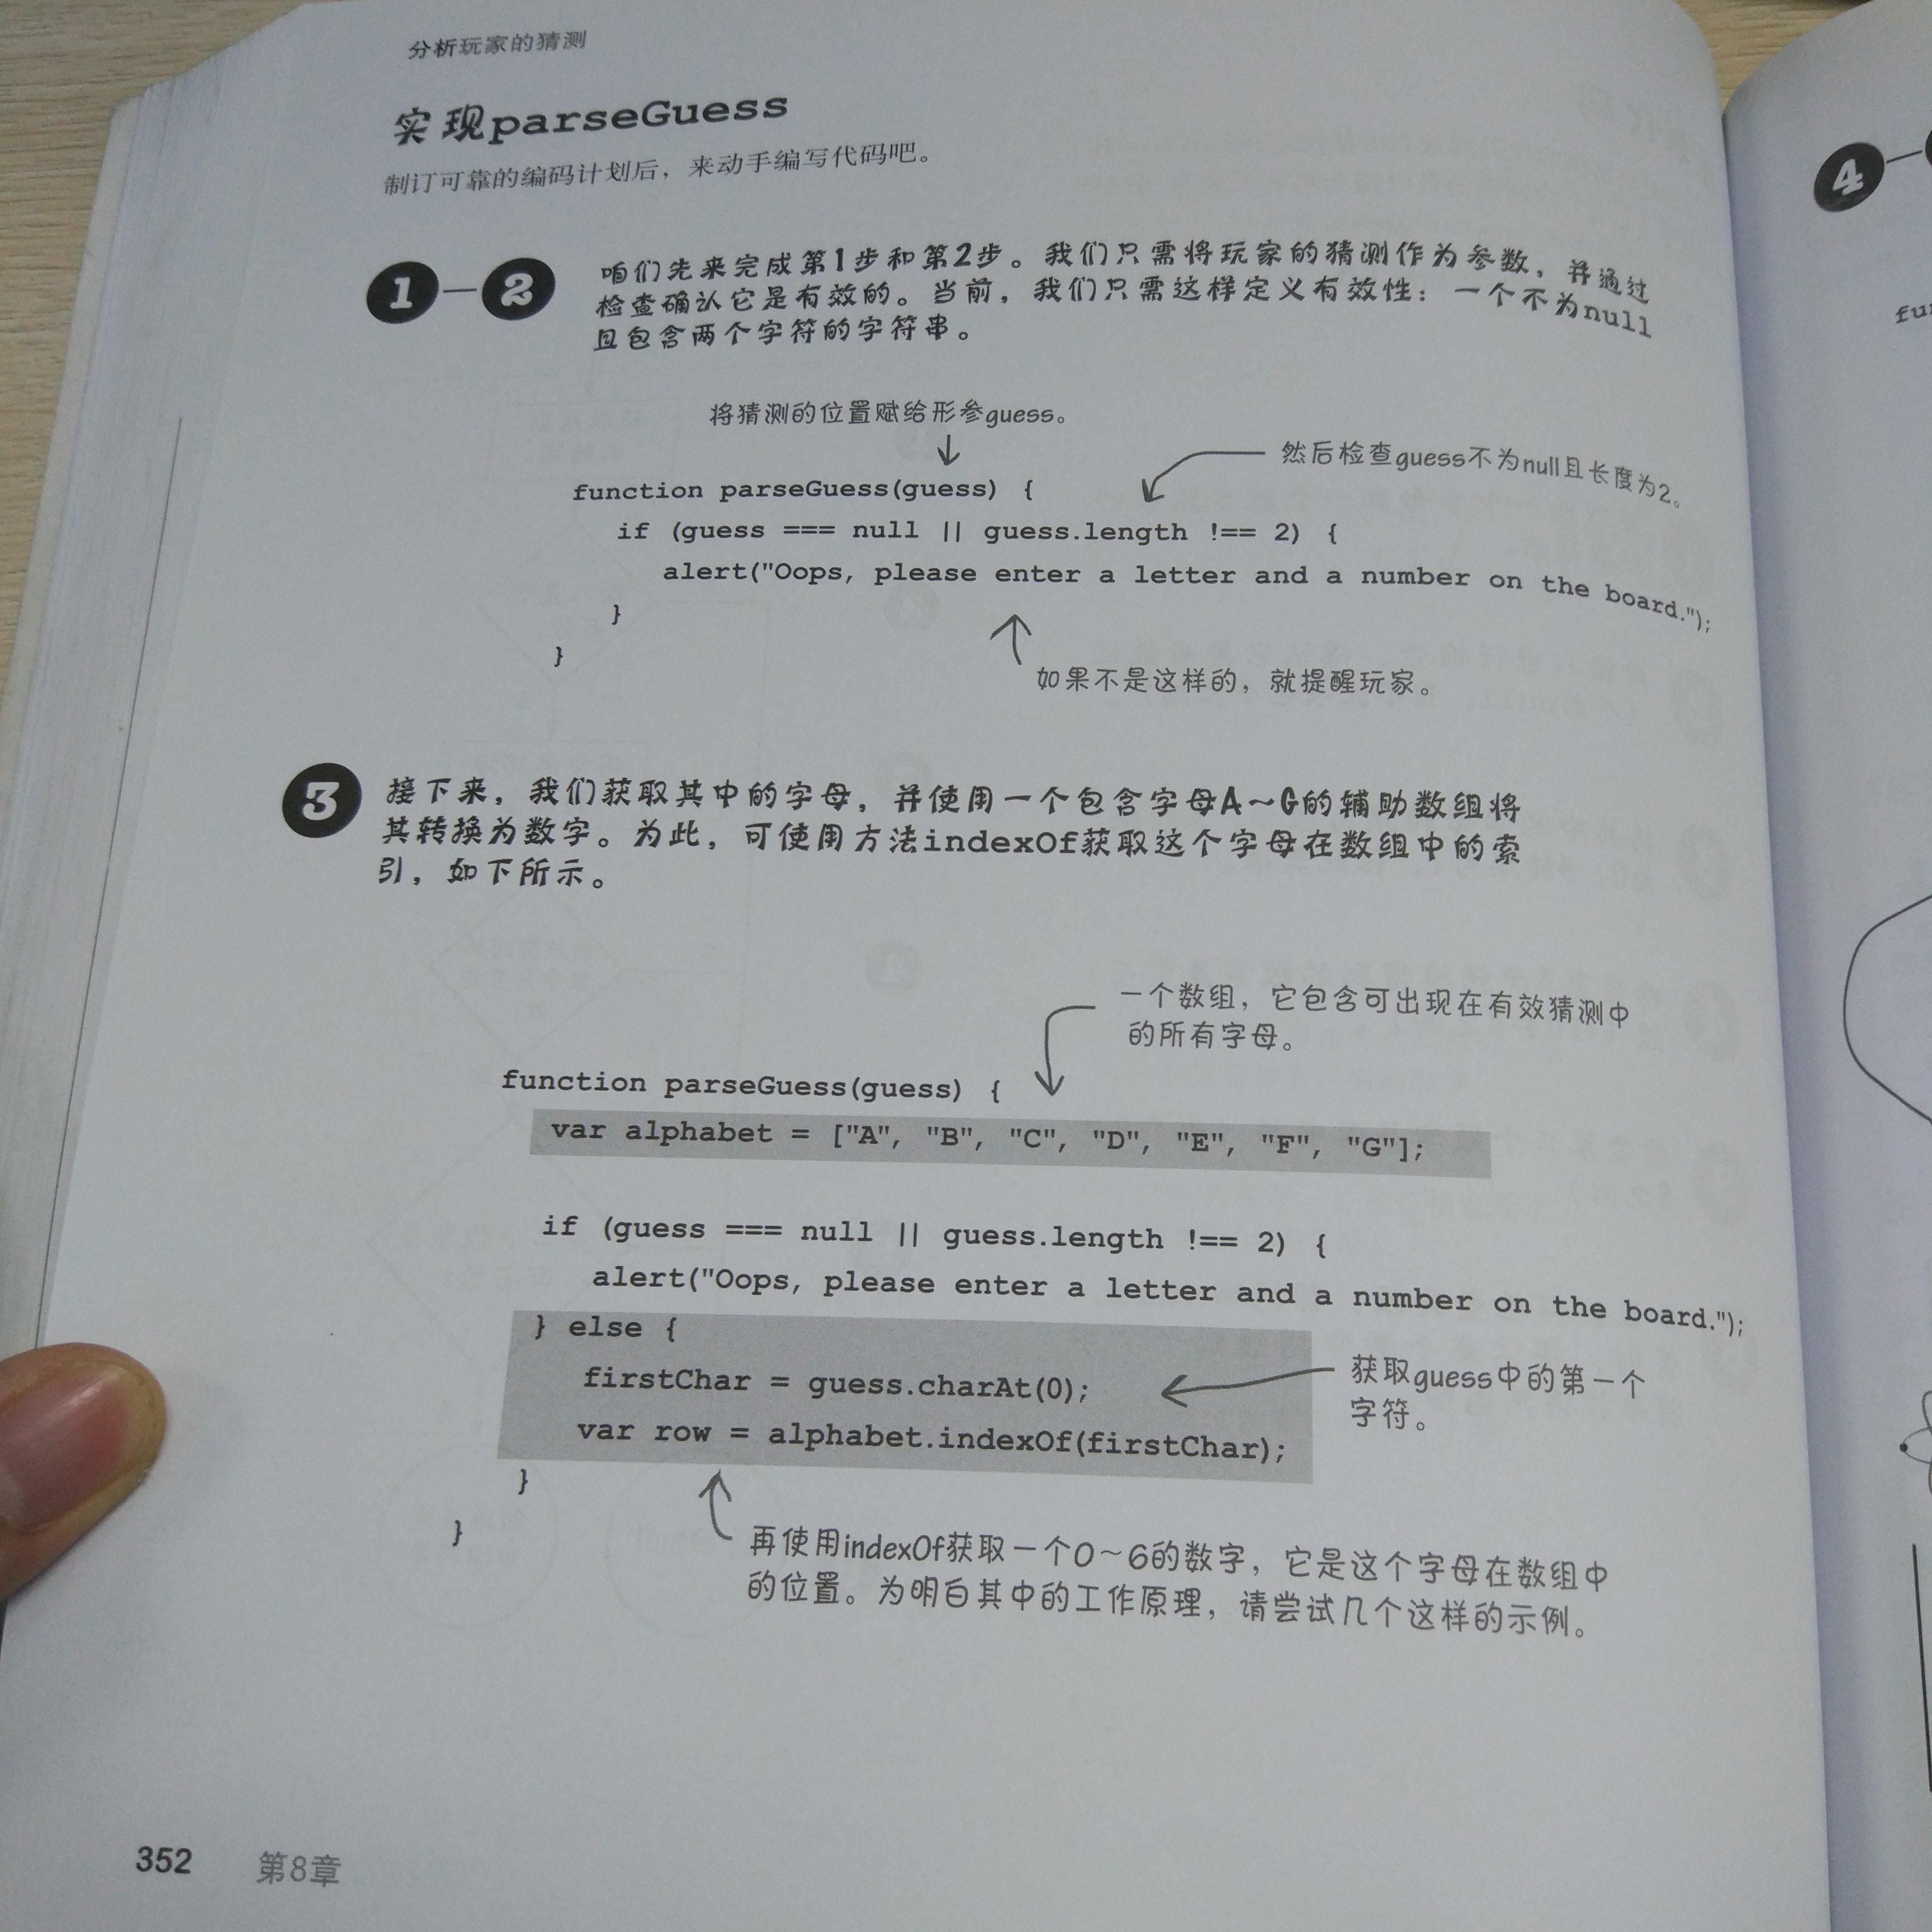 分析玩家的猜测
实现parseGuess
制订可靠的编码计划后，来动手编写代码吧。
1 — 2
咱们先来完成第1步和第2步。我们只需将玩家的猜测作为参数，并通过
检查确认它是有效的。当前，我们只需这样定义有效性：一个不为null
且包含两个字符的字符串。
将猜测的位置赋给形参guess。
然后检查guess不为null且长度为2。
function parseGuess(guess) {
if (guess === null || guess.length !== 2) {
alert("Oops, please enter a letter and a number on the board.");
}
}
如果不是这样的，就提醒玩家。
3
接下来，我们获取其中的字母，并使用一个包含字母A～G的辅助数组将
其转换为数字。为此，可使用方法indexOf获取这个字母在数组中的索
引，如下所示。
一个数组，它包含可出现在有效猜测中
的所有字母。
function parseGuess(guess) {
var alphabet = ["A", "B", "C", "D", "E", "F", "G"];
if (guess === null || guess.length !== 2) {
alert("Oops, please enter a letter and a number on the board.");
} else {
firstChar = guess.charAt(0);
var row = alphabet.indexOf(firstChar);
}
}
获取guess中的第一个
字符。
再使用indexOf获取一个0～6的数字，它是这个字母在数组中
的位置。为明白其中的工作原理，请尝试几个这样的示例。
352 第8章
4 —